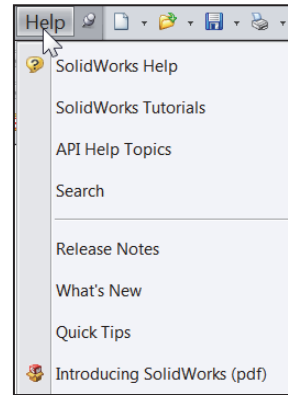 Help
SolidWorks Help
SolidWorks Tutorials
API Help Topics
Search
Release Notes
What's New
Quick Tips
Introducing SolidWorks (pdf)